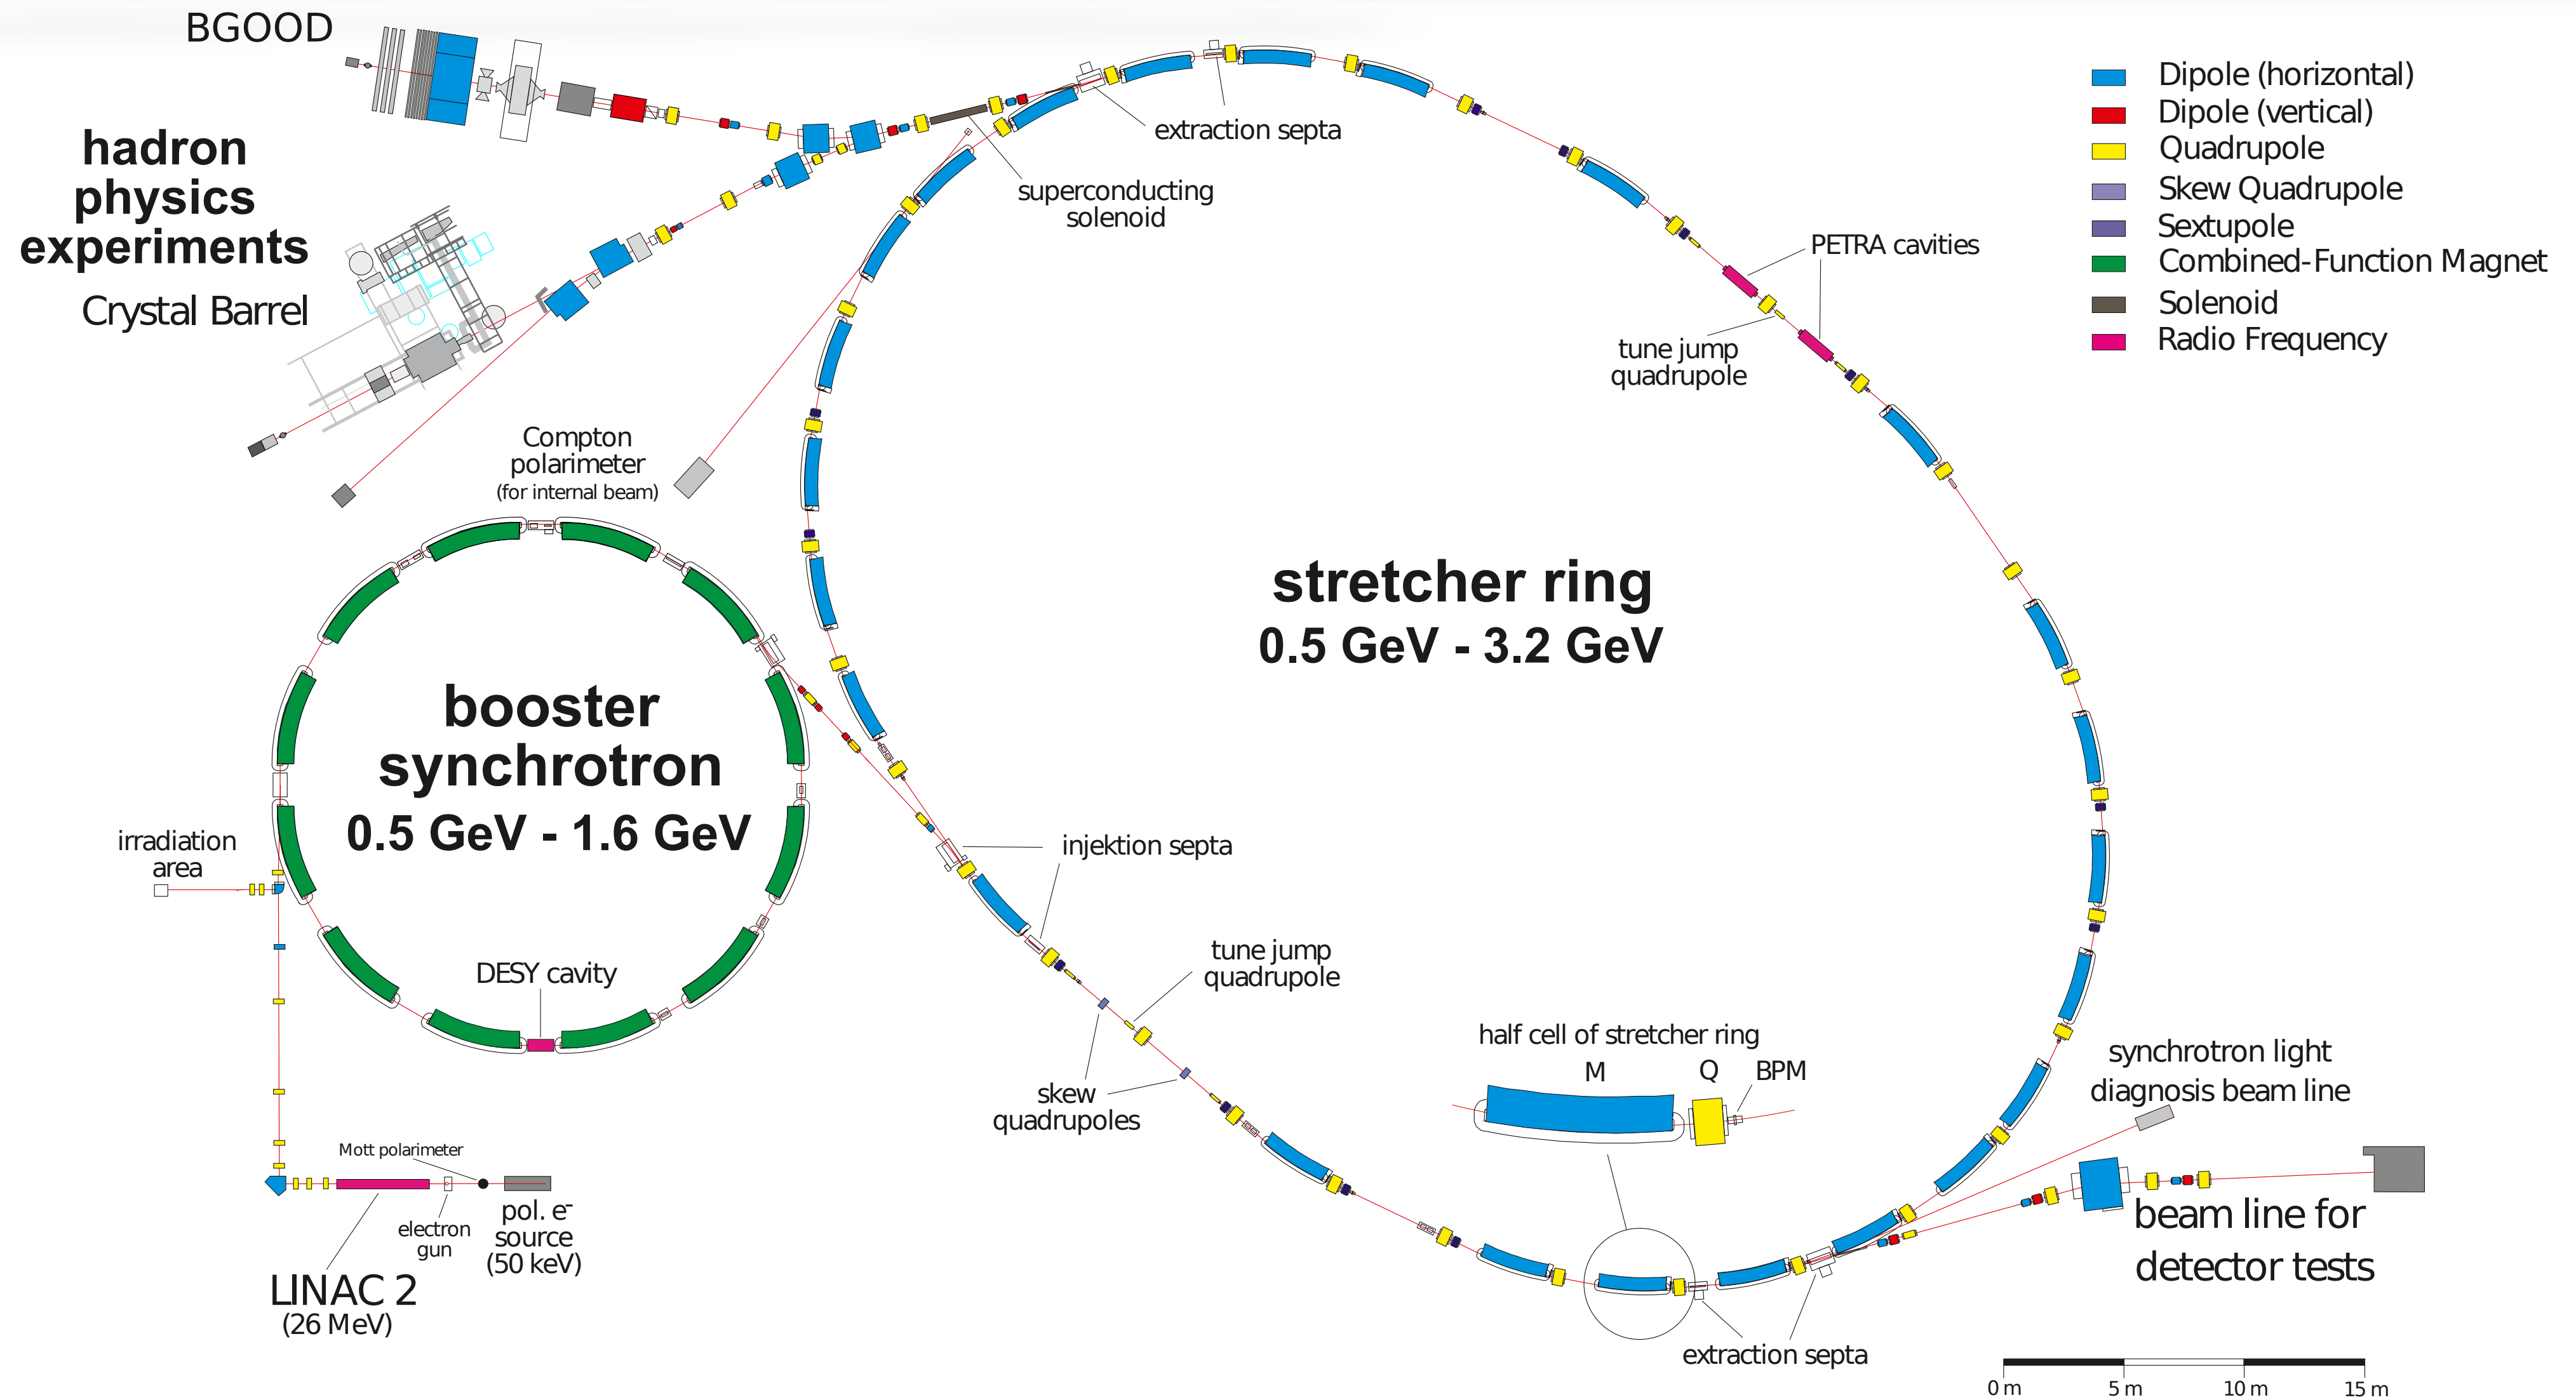 BGOOD
hadron
physics
experiments
Crystal Barrel
extraction septa
superconducting
solenoid
Dipole (horizontal)
Dipole (vertical)
Quadrupole
Skew Quadrupole
Sextupole
Combined-Function Magnet
Solenoid
Radio Frequency
PETRA cavities
tune jump
quadrupole
Compton
polarimeter
(for internal beam)
stretcher ring
0.5 GeV - 3.2 GeV
booster
synchrotron
0.5 GeV - 1.6 GeV
irradiation
area
injektion septa
DESY cavity
tune jump
quadrupole
skew
quadrupoles
half cell of stretcher ring
M
Q
BPM
synchrotron light
diagnosis beam line
Mott polarimeter
electron
gun
pol. e⁻
source
(50 keV)
LINAC 2
(26 MeV)
beam line for
detector tests
extraction septa
0 m
5 m
10 m
15 m